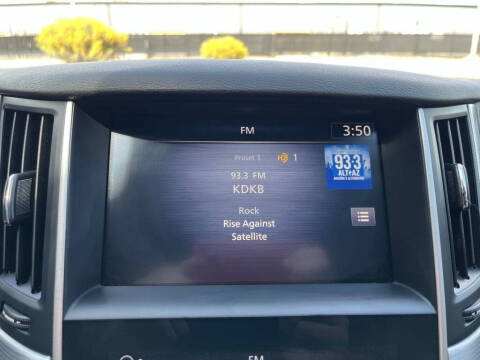 FM
3:50
Preset 1
HD 1
93.3 FM
KDKB
93.3
ALT AZ
Rock
Rise Against
Satellite
FM